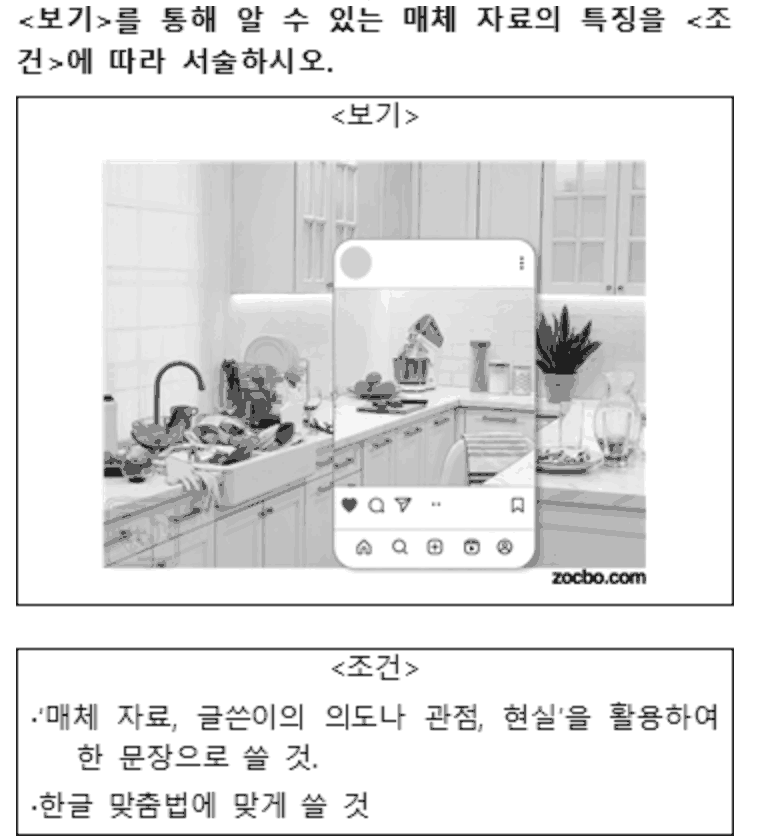 <보기>를 통해 알 수 있는 매체 자료의 특징을 <조
건>에 따라 서술하시오.
<보기>
zocbo.com
<조건>
·'매체 자료, 글쓴이의 의도나 관점, 현실'을 활용하여
한 문장으로 쓸 것.
·한글 맞춤법에 맞게 쓸 것